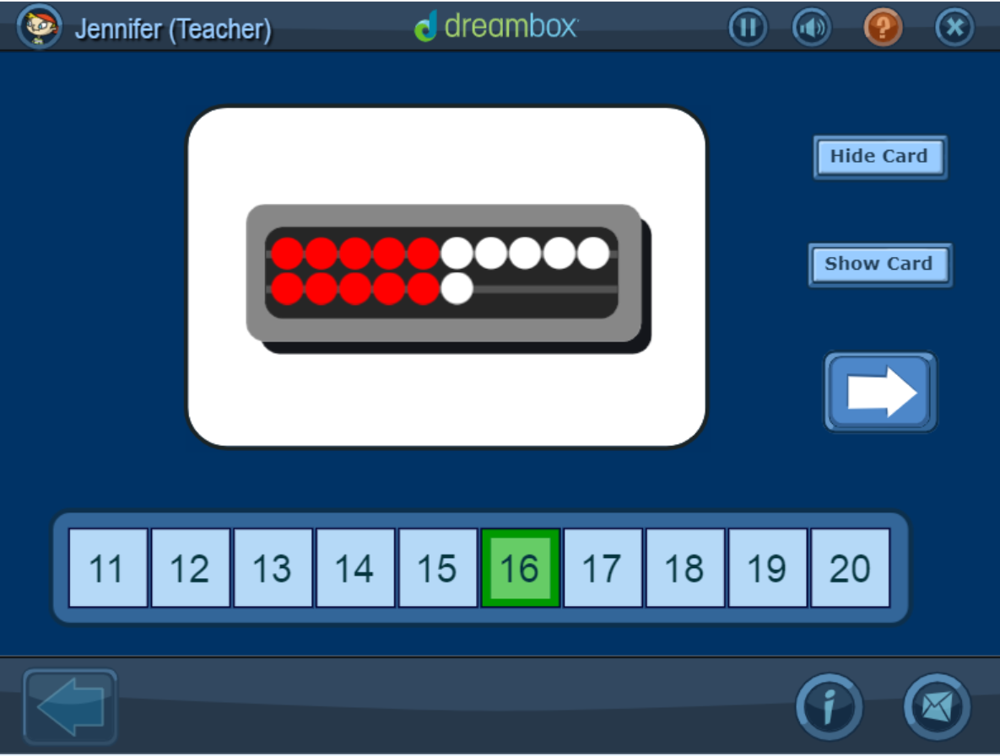 Jennifer (Teacher)
dreambox
?
Hide Card
Show Card
11 12 13 14 15 16 17 18 19 20
i